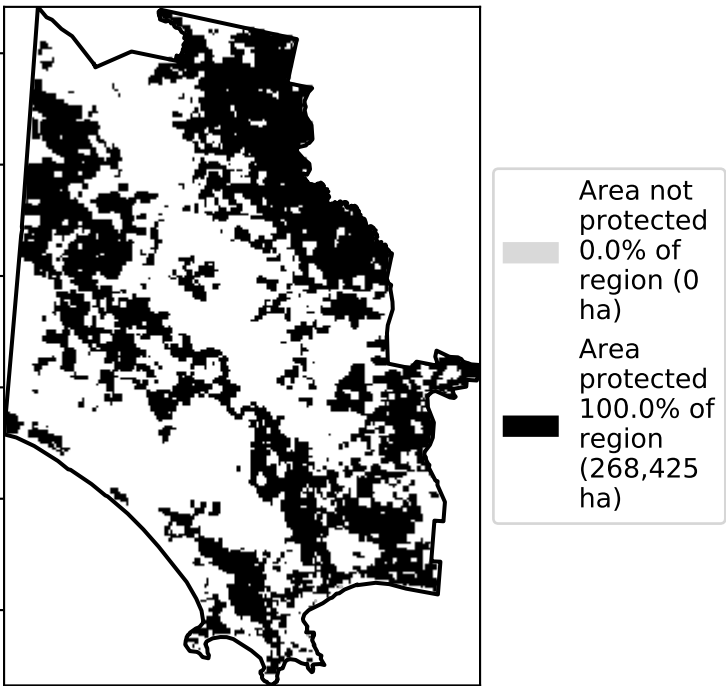 Area not
protected
0.0% of
region (0
ha)
Area
protected
100.0% of
region
(268,425
ha)